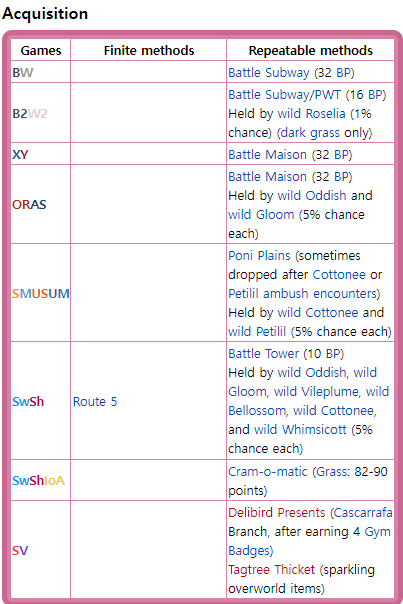 Acquisition
Games Finite methods Repeatable methods
BW Battle Subway (32 BP)
B2W2 Battle Subway/PWT (16 BP)
Held by wild Roselia (1%
chance) (dark grass only)
XY Battle Maison (32 BP)
ORAS Battle Maison (32 BP)
Held by wild Oddish and
wild Gloom (5% chance
each)
SMUSUM Poni Plains (sometimes
dropped after Cottonee or
Petilil ambush encounters)
Held by wild Cottonee and
wild Petilil (5% chance each)
SwSh Route 5 Battle Tower (10 BP)
Held by wild Oddish, wild
Gloom, wild Vileplume, wild
Bellossom, wild Cottonee,
and wild Whimsicott (5%
chance each)
SwShIoA Cram-o-matic (Grass: 82-90
points)
SV Delibird Presents (Cascarrafa
Branch, after earning 4 Gym
Badges)
Tagtree Thicket (sparkling
overworld items)